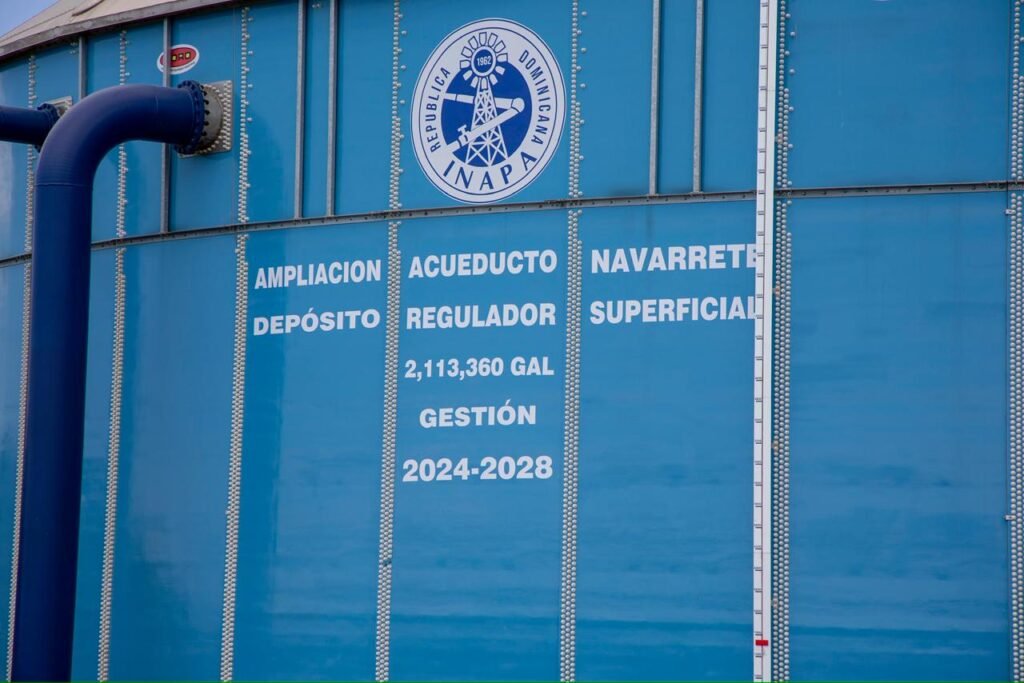 REPUBLICA DOMINICANA
1962
INAPA
AMPLIACION ACUEDUCTO NAVARRETE
DEPÓSITO REGULADOR SUPERFICIAL
2,113,360 GAL
GESTIÓN
2024-2028